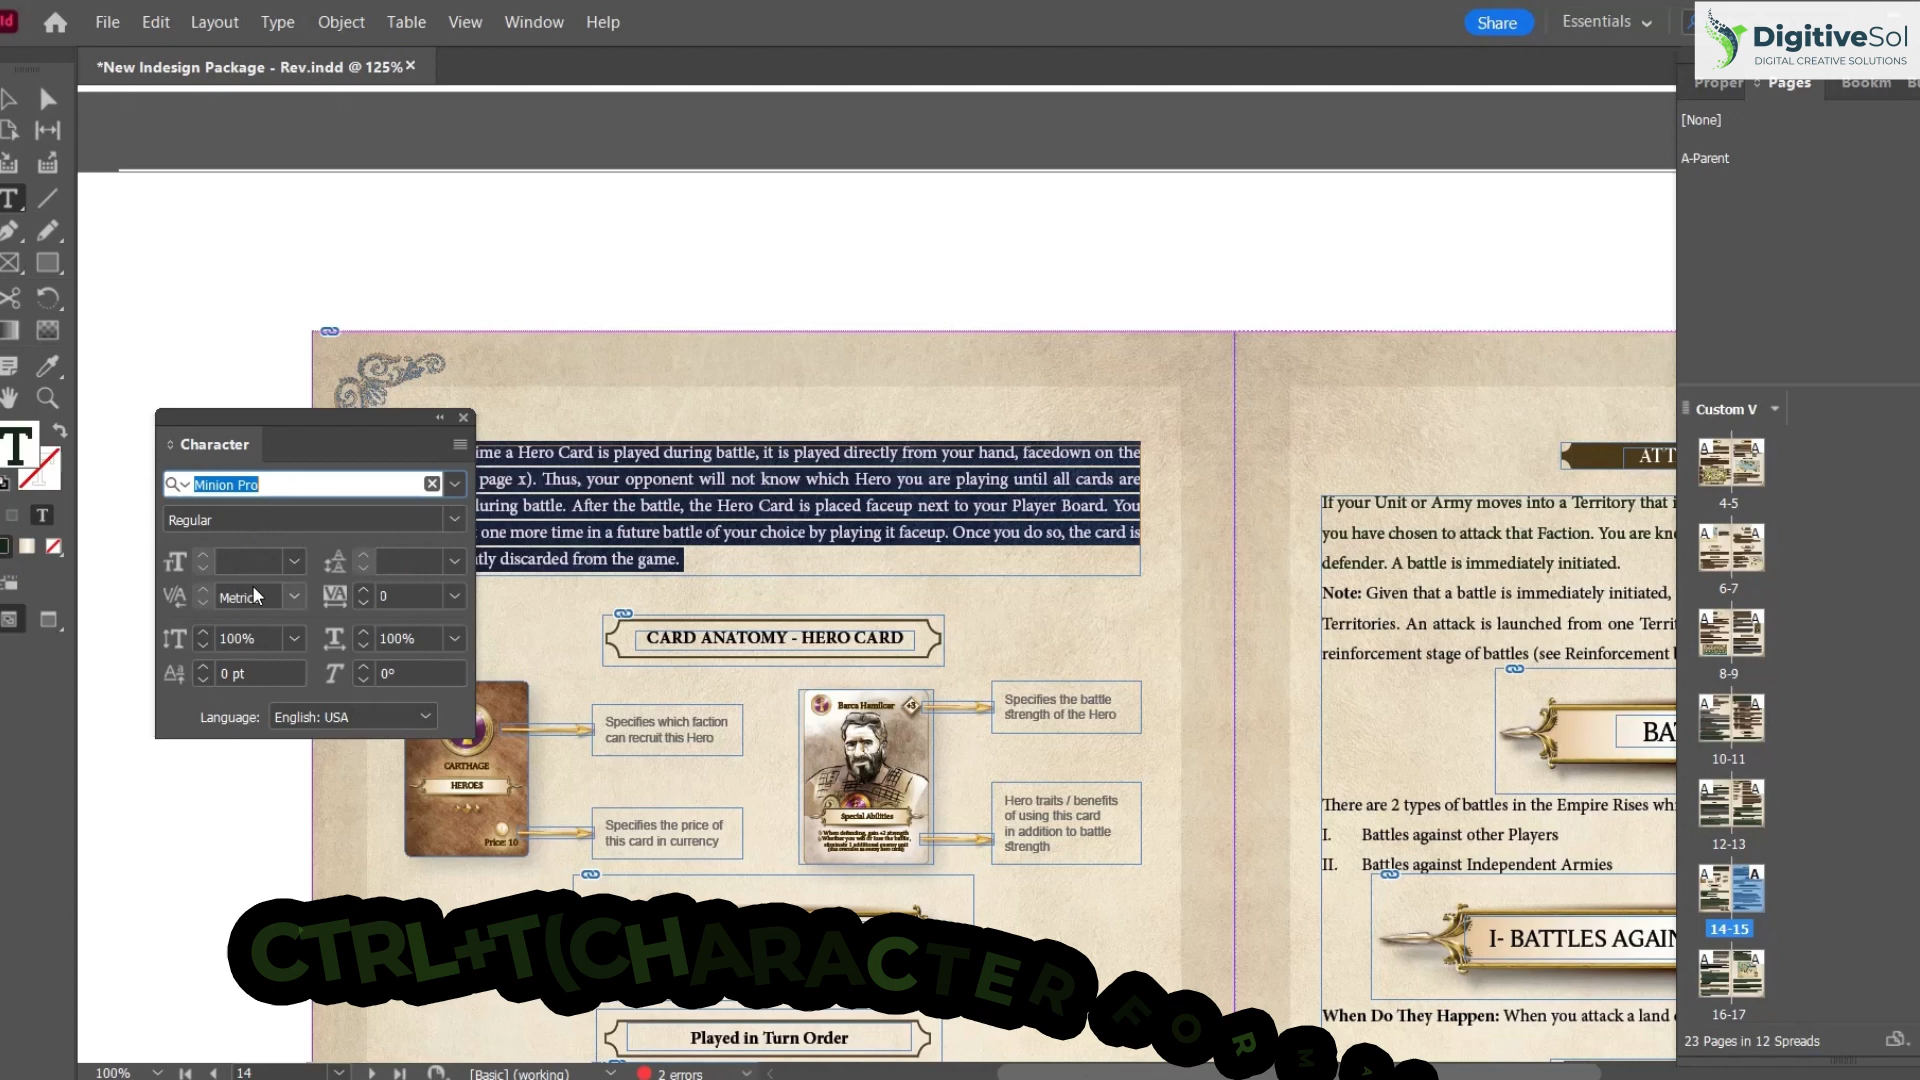 File Edit Layout Type Object Table View Window Help
Share
Essentials
DigitiveSol
DIGITAL CREATIVE SOLUTIONS
*New Indesign Package - Rev.indd @ 125%
Proper
Pages
Bookm
[None]
A-Parent
Custom V
Character
Minion Pro
Regular
Metric
0
100%
100%
0 pt
0°
Language:
English: USA
ime a Hero Card is played during battle, it is played directly from your hand, facedown on the
page x). Thus, your opponent will not know which Hero you are playing until all cards are
during battle. After the battle, the Hero Card is placed faceup next to your Player Board. You
one more time in a future battle of your choice by playing it faceup. Once you do so, the card is
tly discarded from the game.
CARD ANATOMY - HERO CARD
Specifies which faction
can recruit this Hero
Specifies the price of
this card in currency
CARTHAGE
HEROES
Price: 10
Barca Hamilcar
+3
Special Abilities
Specifies the battle
strength of the Hero
Hero traits / benefits
of using this card
in addition to battle
strength
Played in Turn Order
CTRL+T(CHARACTER FORMA
ATT
If your Unit or Army moves into a Territory that i
you have chosen to attack that Faction. You are kn
defender. A battle is immediately initiated.
Note: Given that a battle is immediately initiated,
Territories. An attack is launched from one Territ
reinforcement stage of battles (see Reinforcement
BA
There are 2 types of battles in the Empire Rises wh
I. Battles against other Players
II. Battles against Independent Armies
I- BATTLES AGAIN
When Do They Happen: When you attack a land
4-5
6-7
8-9
10-11
12-13
14-15
16-17
23 Pages in 12 Spreads
100%
14
[Basic] (working)
2 errors